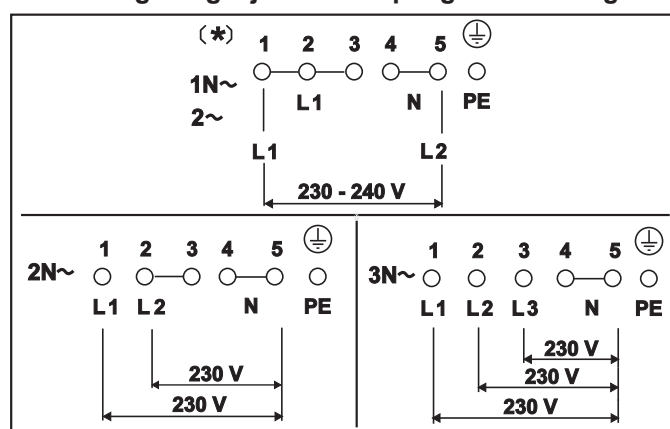 (*) 1 2 3 4 5
1N~ L1 N PE
2~
L1 L2
230 - 240 V
1 2 3 4 5
2N~
L1 L2 N PE
230 V
230 V
1 2 3 4 5
3N~
L1 L2 L3 N PE
230 V
230 V
230 V